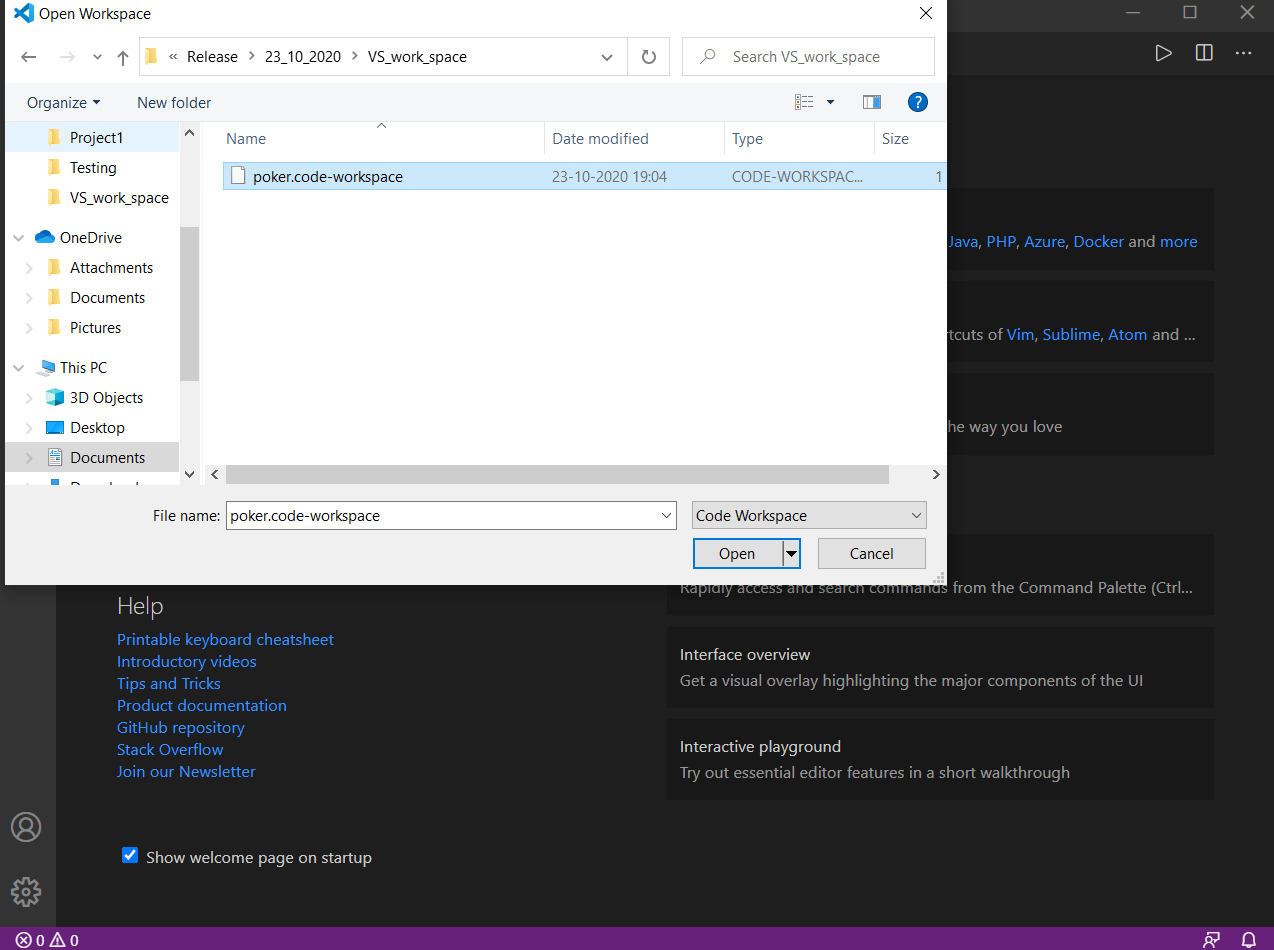 Open Workspace
« Release > 23_10_2020 > VS_work_space
Search VS_work_space
Organize
New folder
?
Project1
Testing
VS_work_space
OneDrive
Attachments
Documents
Pictures
This PC
3D Objects
Desktop
Documents
Name
Date modified
Type
Size
poker.code-workspace
23-10-2020 19:04
CODE-WORKSPAC...
1
File name:
poker.code-workspace
Code Workspace
Open
Cancel
Java, PHP, Azure, Docker and more
tcuts of Vim, Sublime, Atom and ...
he way you love
Rapidly access and search commands from the Command Palette (Ctrl...
Interface overview
Get a visual overlay highlighting the major components of the UI
Interactive playground
Try out essential editor features in a short walkthrough
Help
Printable keyboard cheatsheet
Introductory videos
Tips and Tricks
Product documentation
GitHub repository
Stack Overflow
Join our Newsletter
Show welcome page on startup
0 0